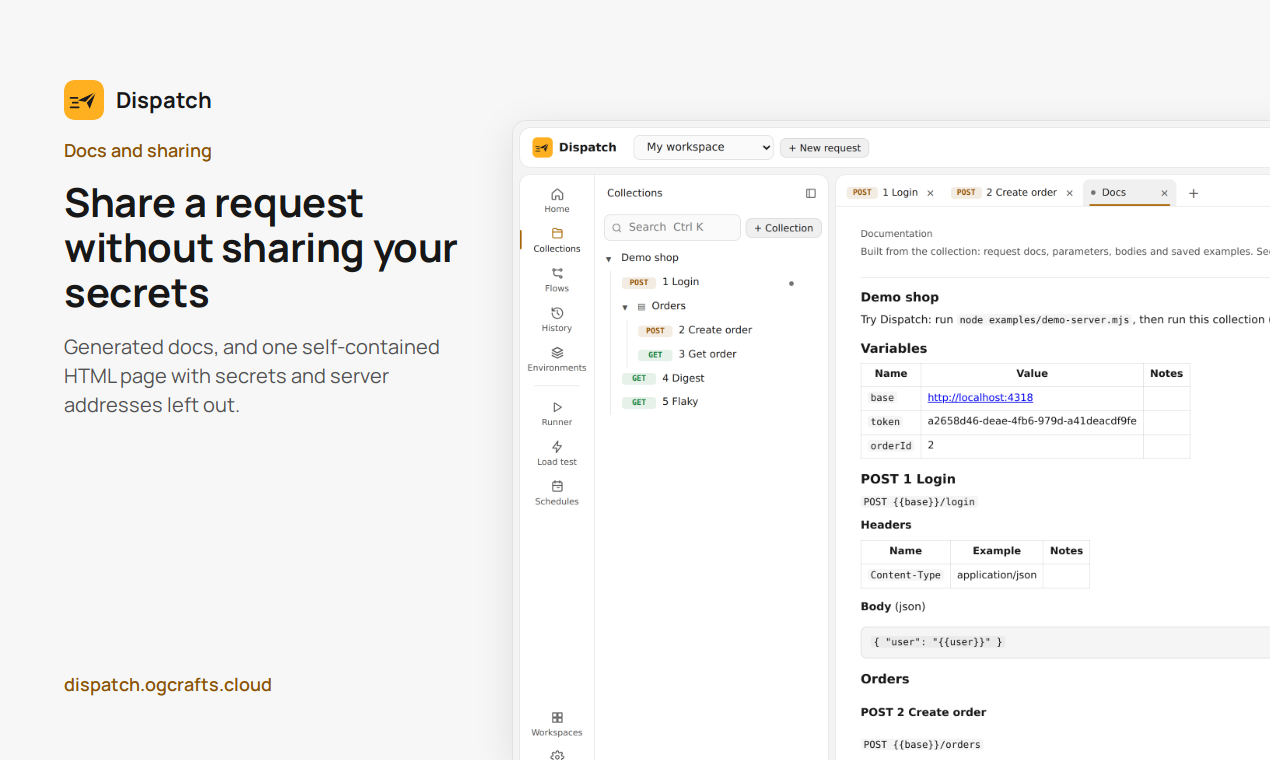 Dispatch
Docs and sharing
Share a request
without sharing your
secrets
Generated docs, and one self-contained
HTML page with secrets and server
addresses left out.
dispatch.ogcrafts.cloud
Dispatch
My workspace
+ New request
Home
Collections
Flows
History
Environments
Runner
Load test
Schedules
Workspaces
Collections
Search Ctrl K
+ Collection
Demo shop
POST 1 Login
Orders
POST 2 Create order
GET 3 Get order
GET 4 Digest
GET 5 Flaky
POST 1 Login ×
POST 2 Create order ×
Docs ×
+
Documentation
Built from the collection: request docs, parameters, bodies and saved examples. Se
Demo shop
Try Dispatch: run node examples/demo-server.mjs, then run this collection (
Variables
Name Value Notes
base http://localhost:4318
token a2658d46-deae-4fb6-979d-a41deacdf9fe
orderId 2
POST 1 Login
POST {{base}}/login
Headers
Name Example Notes
Content-Type application/json
Body (json)
{ "user": "{{user}}" }
Orders
POST 2 Create order
POST {{base}}/orders